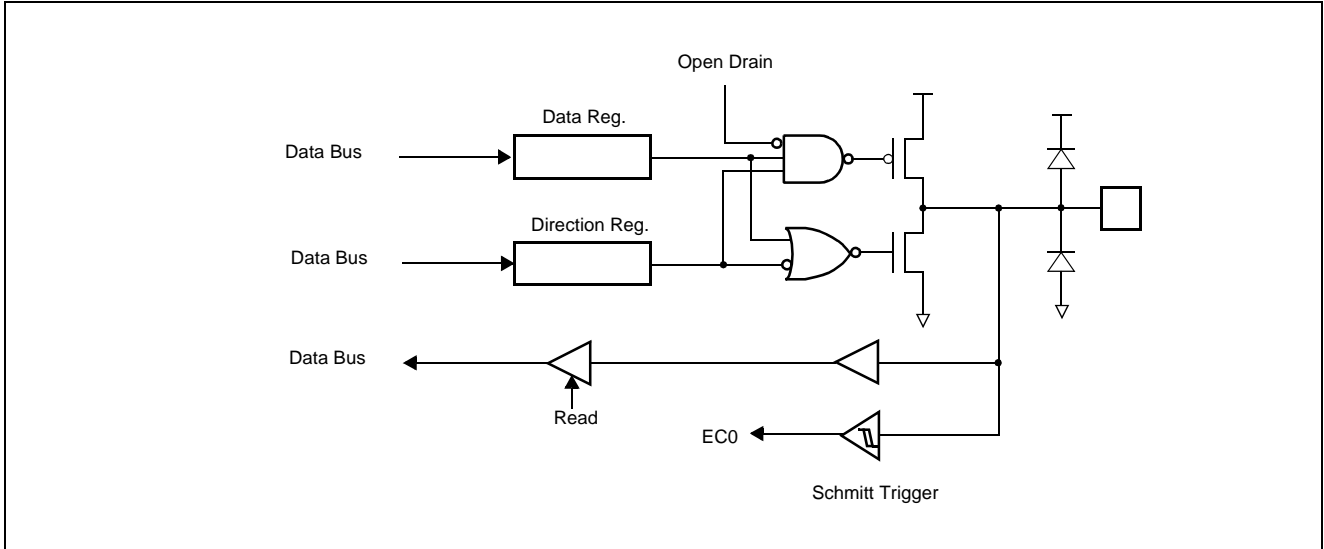 Open Drain
Data Reg.
Data Bus
Direction Reg.
Data Bus
Data Bus
Read
EC0
Schmitt Trigger